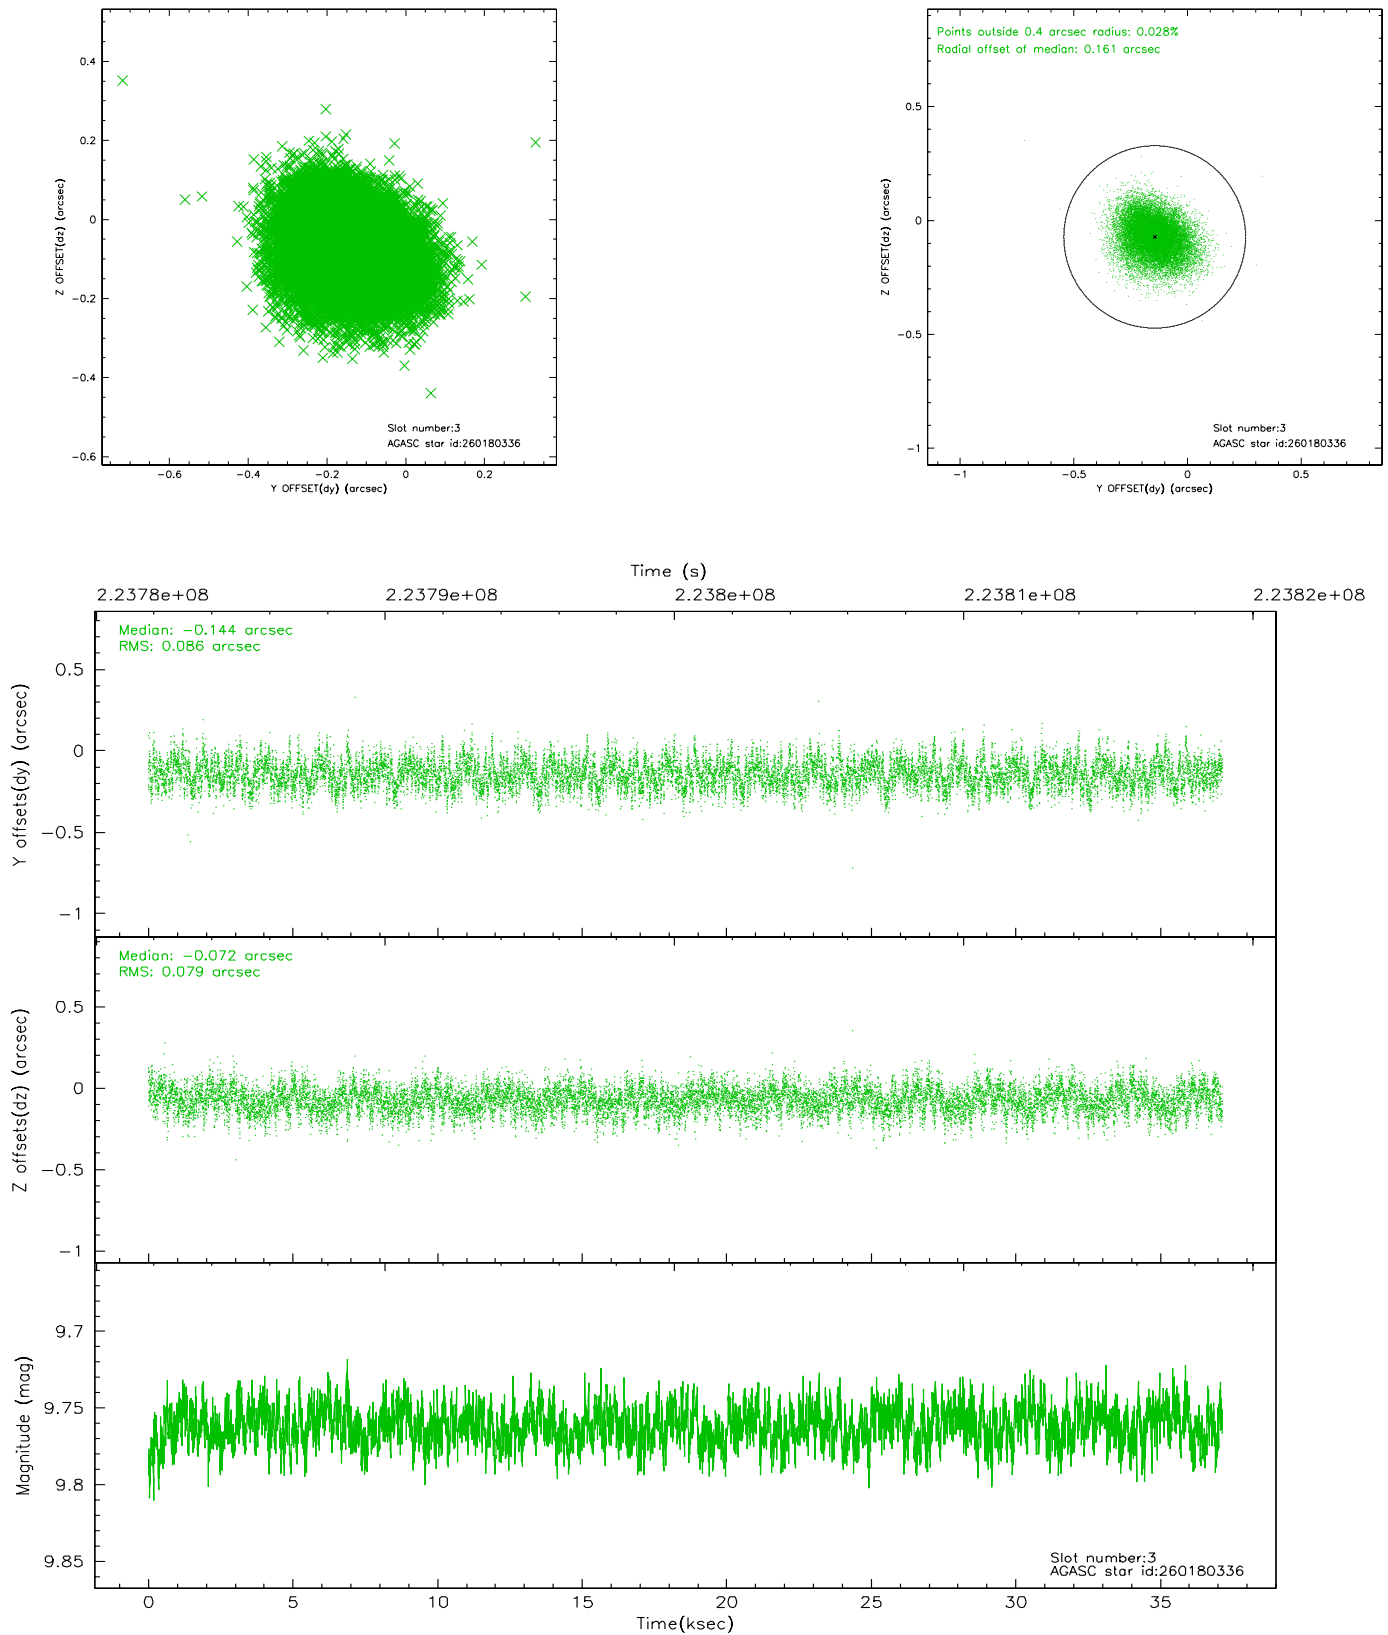 0.4
0.2
0
-0.2
-0.4
-0.6
Z OFFSET(dz) (arcsec)
Slot number:3
AGASC star id:260180336
-0.6 -0.4 -0.2 0 0.2
Y OFFSET(dy) (arcsec)
Points outside 0.4 arcsec radius: 0.028%
Radial offset of median: 0.161 arcsec
0.5
0
-0.5
-1
Z OFFSET(dz) (arcsec)
Slot number:3
AGASC star id:260180336
-1 -0.5 0 0.5
Y OFFSET(dy) (arcsec)
Time (s)
2.2378e+08 2.2379e+08 2.238e+08 2.2381e+08 2.2382e+08
Median: -0.144 arcsec
RMS: 0.086 arcsec
0.5
0
-0.5
-1
Y offsets(dy) (arcsec)
Median: -0.072 arcsec
RMS: 0.079 arcsec
0.5
0
-0.5
-1
Z offsets(dz) (arcsec)
9.7
9.75
9.8
9.85
Magnitude (mag)
Slot number:3
AGASC star id:260180336
0 5 10 15 20 25 30 35
Time(ksec)